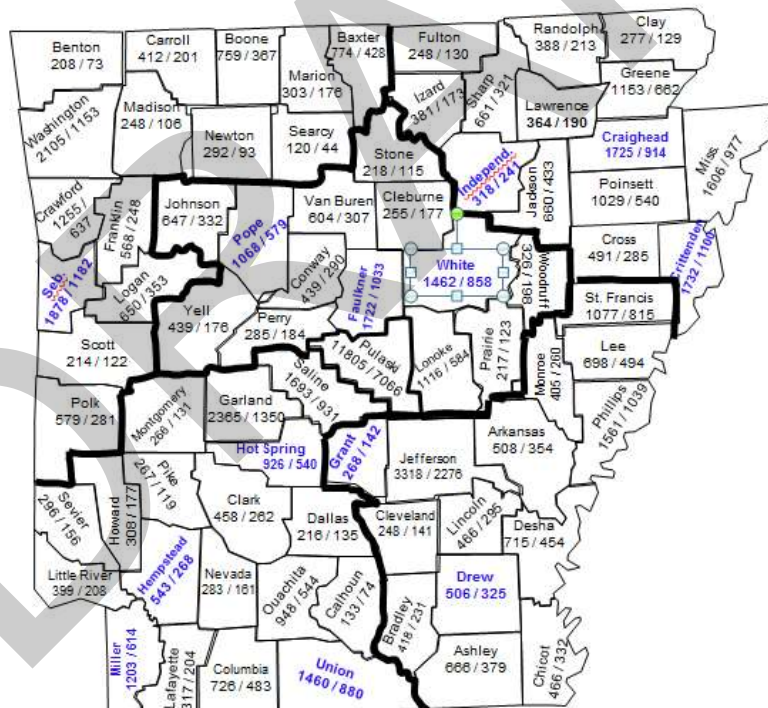 Benton
208 / 73
Carroll
412 / 201
Boone
759 / 367
Baxter
774 / 428
Fulton
248 / 130
Randolph
388 / 213
Clay
277 / 129
Marion
303 / 176
Izard
381 / 173
Sharp
661 / 321
Greene
1153 / 662
Washington
2105 / 1153
Madison
248 / 106
Newton
292 / 93
Searcy
120 / 44
Lawrence
364 / 190
Stone
218 / 115
Independ.
318 / 241
Craighead
1725 / 914
Miss.
1606 / 977
Jackson
660 / 433
Poinsett
1029 / 540
Crawford
1255 /
637
Franklin
568 / 248
Johnson
647 / 332
Pope
1068 / 579
Van Buren
604 / 307
Cleburne
255 / 177
Cross
491 / 285
Crittenden
1732 / 1100
Seb.
1878 / 1182
Logan
650 / 353
Conway
439 / 290
Faulkner
1722 / 1033
White
1462 / 858
Woodruff
326 / 198
St. Francis
1077 / 815
Yell
439 / 176
Perry
285 / 184
Scott
214 / 122
Pulaski
11805 / 7066
Lonoke
1116 / 584
Prairie
217 / 123
Monroe
405 / 260
Lee
698 / 494
Phillips
1561 / 1039
Saline
1693 / 931
Polk
579 / 281
Montgomery
266 / 131
Garland
2365 / 1350
Hot Spring
926 / 540
Grant
268 / 142
Jefferson
3318 / 2276
Arkansas
508 / 354
Sevier
296 / 156
Howard
308 / 177
Pike
267 / 119
Clark
458 / 262
Dallas
216 / 135
Cleveland
248 / 141
Lincoln
466 / 295
Desha
715 / 454
Little River
399 / 208
Hempstead
543 / 268
Nevada
283 / 161
Ouachita
948 / 544
Calhoun
133 / 74
Bradley
418 / 231
Drew
506 / 325
Miller
1203 / 614
Lafayette
317 / 204
Columbia
726 / 483
Union
1460 / 880
Ashley
666 / 379
Chicot
466 / 332